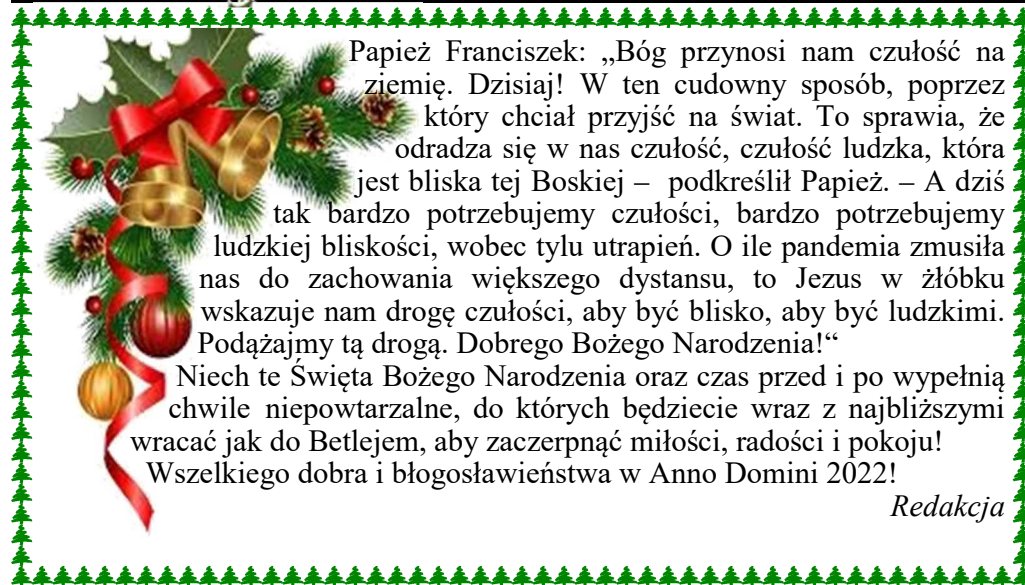 Papież Franciszek: „Bóg przynosi nam czułość na
ziemię. Dzisiaj! W ten cudowny sposób, poprzez
który chciał przyjść na świat. To sprawia, że
odradza się w nas czułość, czułość ludzka, która
jest bliska tej Boskiej – podkreślił Papież. – A dziś
tak bardzo potrzebujemy czułości, bardzo potrzebujemy
ludzkiej bliskości, wobec tylu utrapień. O ile pandemia zmusiła
nas do zachowania większego dystansu, to Jezus w żłóbku
wskazuje nam drogę czułości, aby być blisko, aby być ludzkimi.
Podążajmy tą drogą. Dobrego Bożego Narodzenia!“
Niech te Święta Bożego Narodzenia oraz czas przed i po wypełnią
chwile niepowtarzalne, do których będziecie wraz z najbliższymi
wracać jak do Betlejem, aby zaczerpnąć miłości, radości i pokoju!
Wszelkiego dobra i błogosławieństwa w Anno Domini 2022!
Redakcja